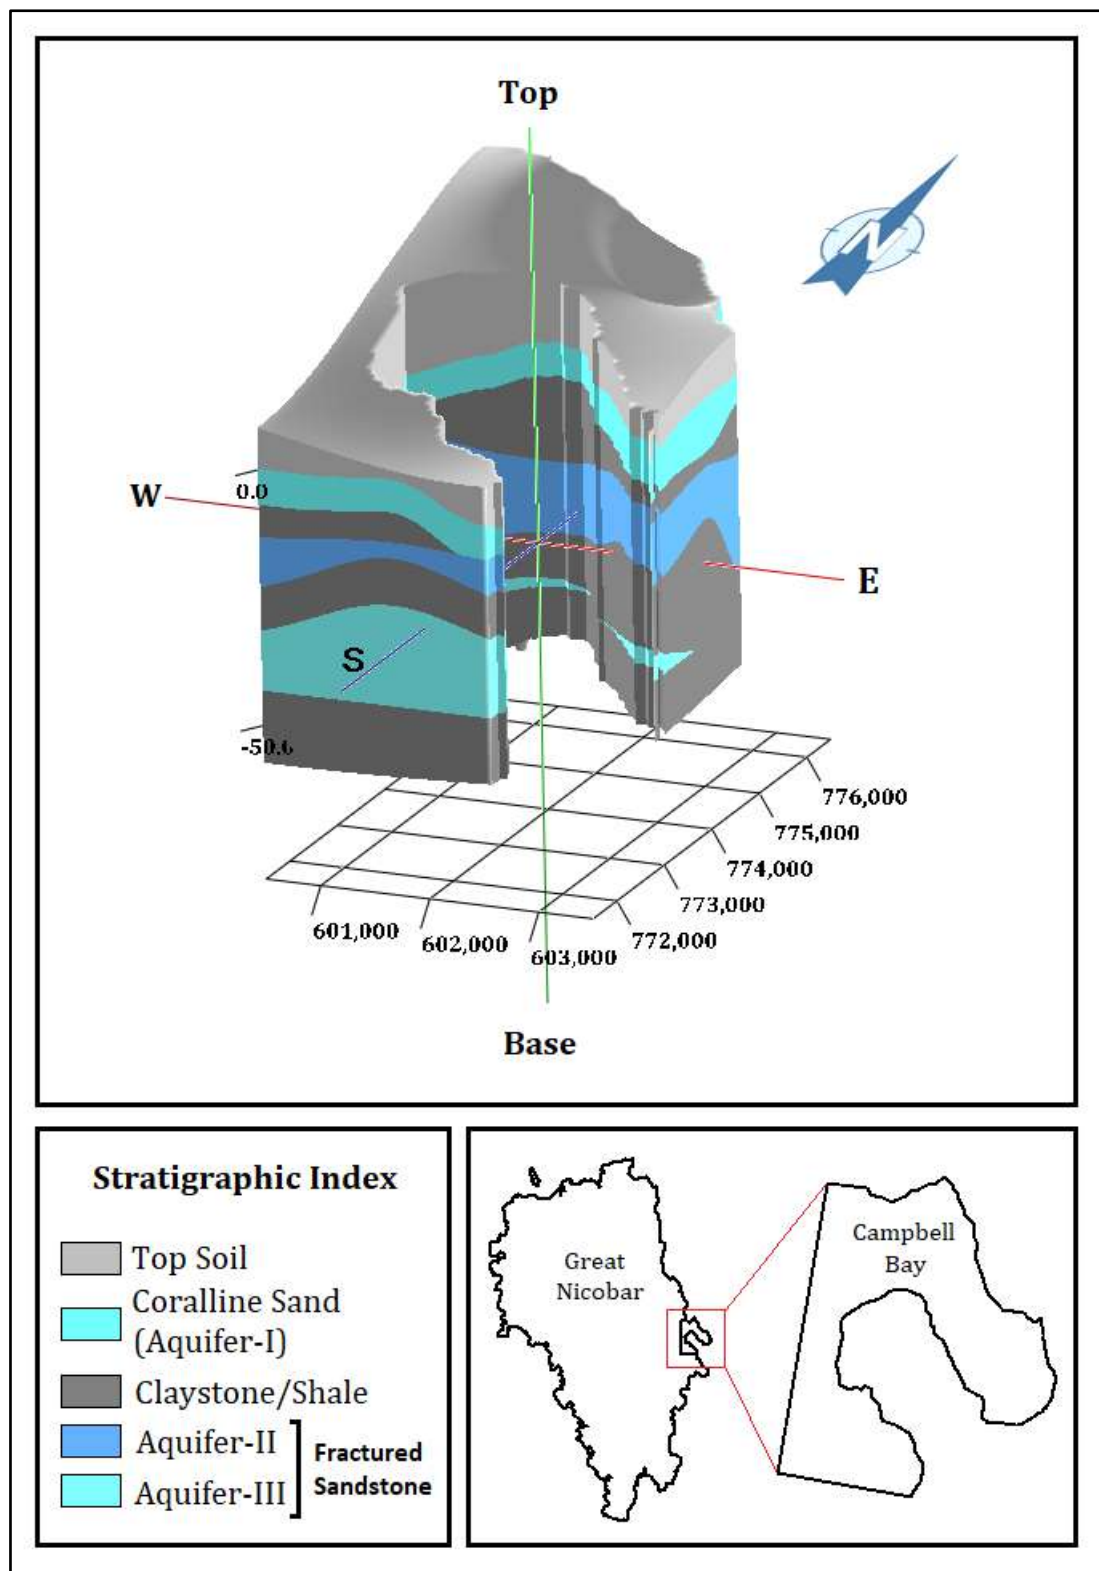 Top
N
W
0.0
E
S
-50.6
776,000
775,000
774,000
773,000
772,000
601,000
602,000
603,000
Base
Stratigraphic Index
Top Soil
Coralline Sand
(Aquifer-I)
Claystone/Shale
Aquifer-II
Aquifer-III
Fractured
Sandstone
Great
Nicobar
Campbell
Bay